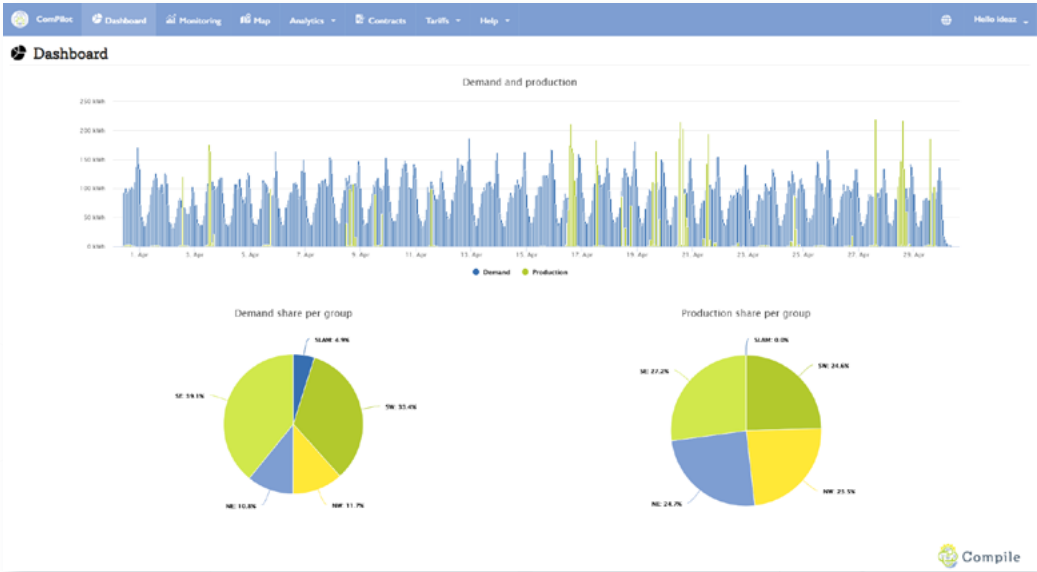 ComPilot Dashboard Monitoring Map Analytics Contracts Tariffs Help Hello ideaz
Dashboard
Demand and production
250 kWh
200 kWh
150 kWh
100 kWh
50 kWh
0 kWh
1. Apr 3. Apr 5. Apr 7. Apr 9. Apr 11. Apr 13. Apr 15. Apr 17. Apr 19. Apr 21. Apr 23. Apr 25. Apr 27. Apr 29. Apr
Demand Production
Demand share per group
SLAM: 4.9%
SW: 33.4%
NW: 11.7%
NE: 10.8%
SE: 39.1%
Production share per group
SLAM: 0.0%
SW: 24.6%
NW: 23.5%
NE: 24.7%
SE: 27.2%
Compile